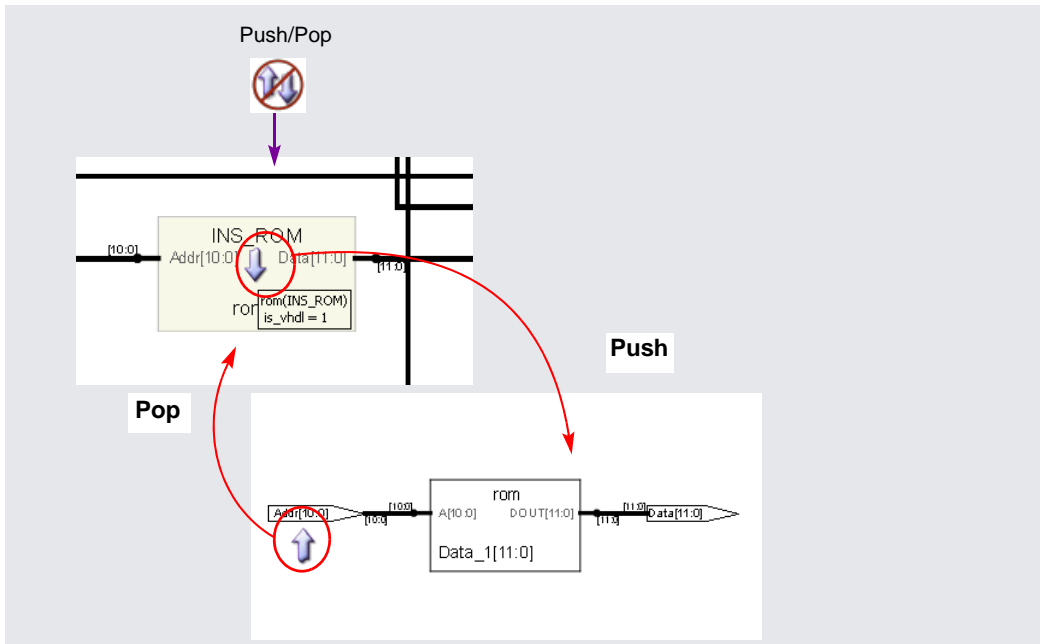 Push/Pop
INS_ROM
[10:0]
Addr[10:0]
Data[11:0]
[11:0]
rom(INS_ROM)
is_vhdl = 1
Push
Pop
rom
Addr[10:0]
[10:0]
[10:0]
A[10:0]
DOUT[11:0]
[11:0]
[11:0]
Data[11:0]
Data_1[11:0]